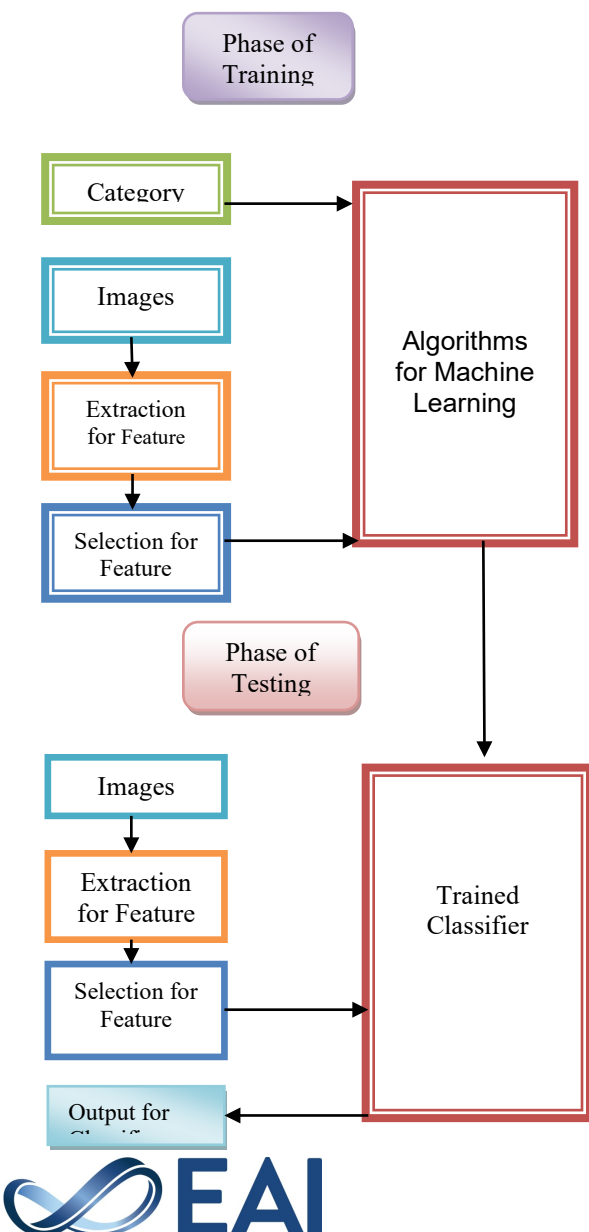 Phase of
Training
Category
Images
Extraction
for Feature
Selection for
Feature
Algorithms
for Machine
Learning
Phase of
Testing
Images
Extraction
for Feature
Selection for
Feature
Trained
Classifier
Output for
EAI